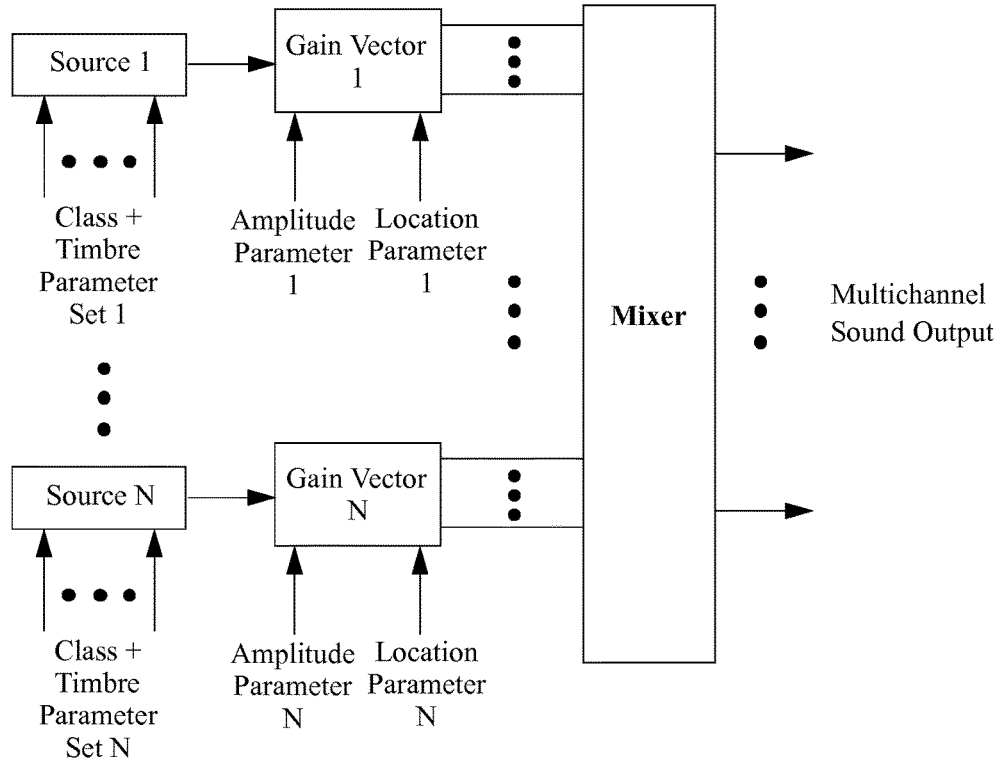 Source 1
Gain Vector
1
Class +
Timbre
Parameter
Set 1
Amplitude
Parameter
1
Location
Parameter
1
Mixer
Multichannel
Sound Output
Source N
Gain Vector
N
Class +
Timbre
Parameter
Set N
Amplitude
Parameter
N
Location
Parameter
N